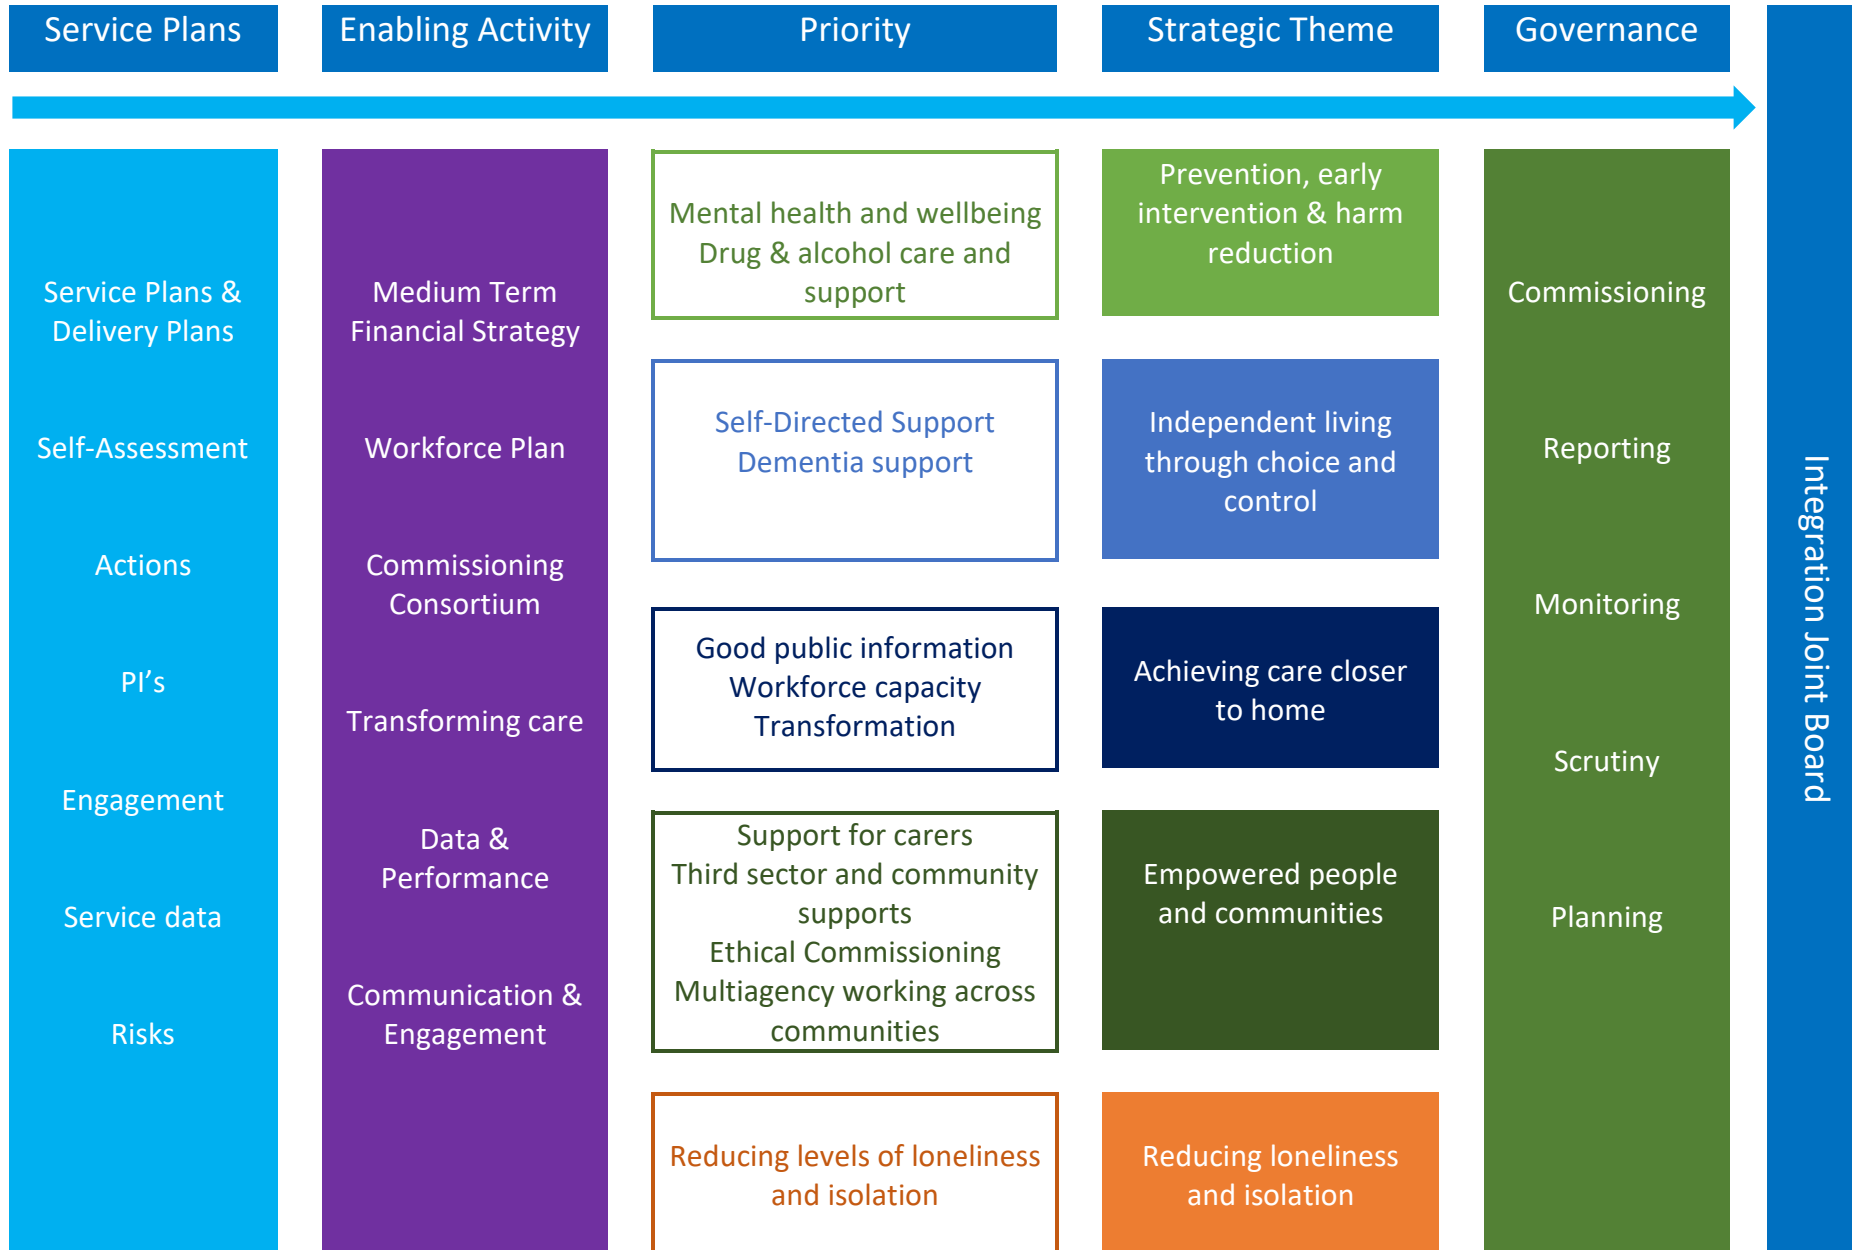 Service Plans
Enabling Activity
Priority
Strategic Theme
Governance
Service Plans &
Delivery Plans
Self-Assessment
Actions
PI’s
Engagement
Service data
Risks
Medium Term
Financial Strategy
Workforce Plan
Commissioning
Consortium
Transforming care
Data &
Performance
Communication &
Engagement
Mental health and wellbeing
Drug & alcohol care and
support
Self-Directed Support
Dementia support
Good public information
Workforce capacity
Transformation
Support for carers
Third sector and community
supports
Ethical Commissioning
Multiagency working across
communities
Reducing levels of loneliness
and isolation
Prevention, early
intervention & harm
reduction
Independent living
through choice and
control
Achieving care closer
to home
Empowered people
and communities
Reducing loneliness
and isolation
Commissioning
Reporting
Monitoring
Scrutiny
Planning
Integration Joint Board